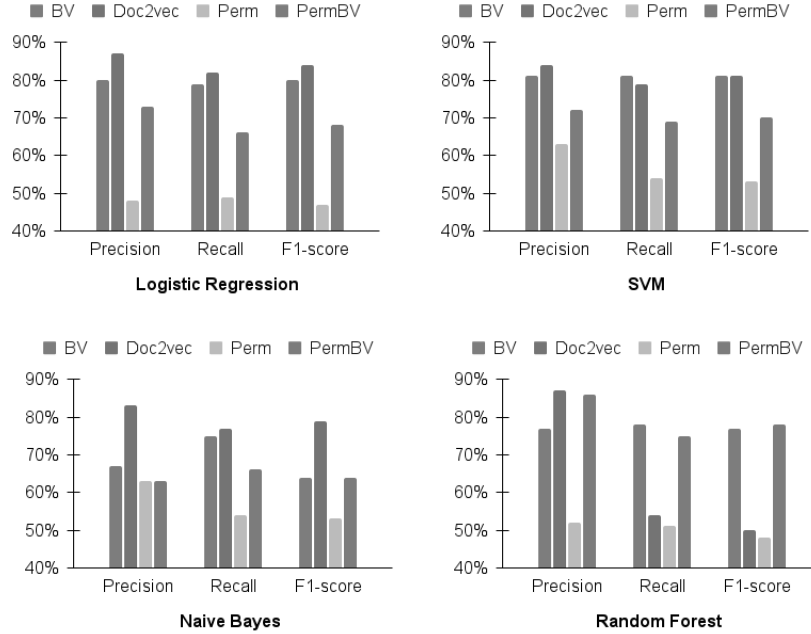 BV Doc2vec Perm PermBV
90%
80%
70%
60%
50%
40%
Precision Recall F1-score
Logistic Regression
BV Doc2vec Perm PermBV
90%
80%
70%
60%
50%
40%
Precision Recall F1-score
SVM
BV Doc2vec Perm PermBV
90%
80%
70%
60%
50%
40%
Precision Recall F1-score
Naive Bayes
BV Doc2vec Perm PermBV
90%
80%
70%
60%
50%
40%
Precision Recall F1-score
Random Forest